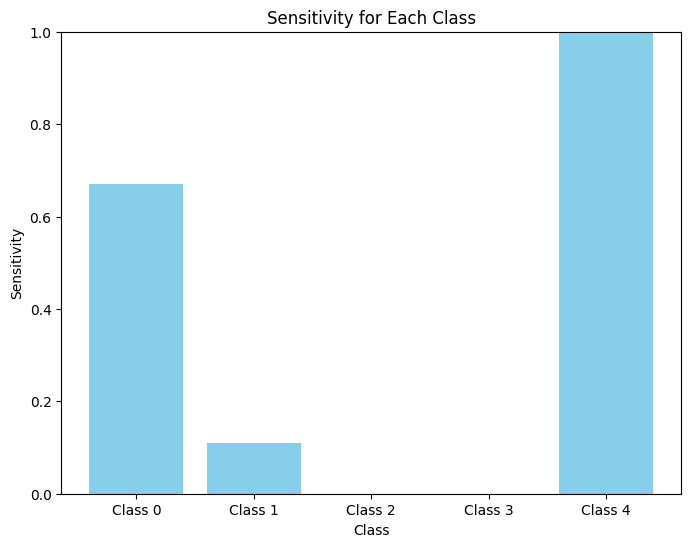 Sensitivity for Each Class
1.0
0.8
0.6
0.4
0.2
0.0
Sensitivity
Class 0
Class 1
Class 2
Class 3
Class 4
Class